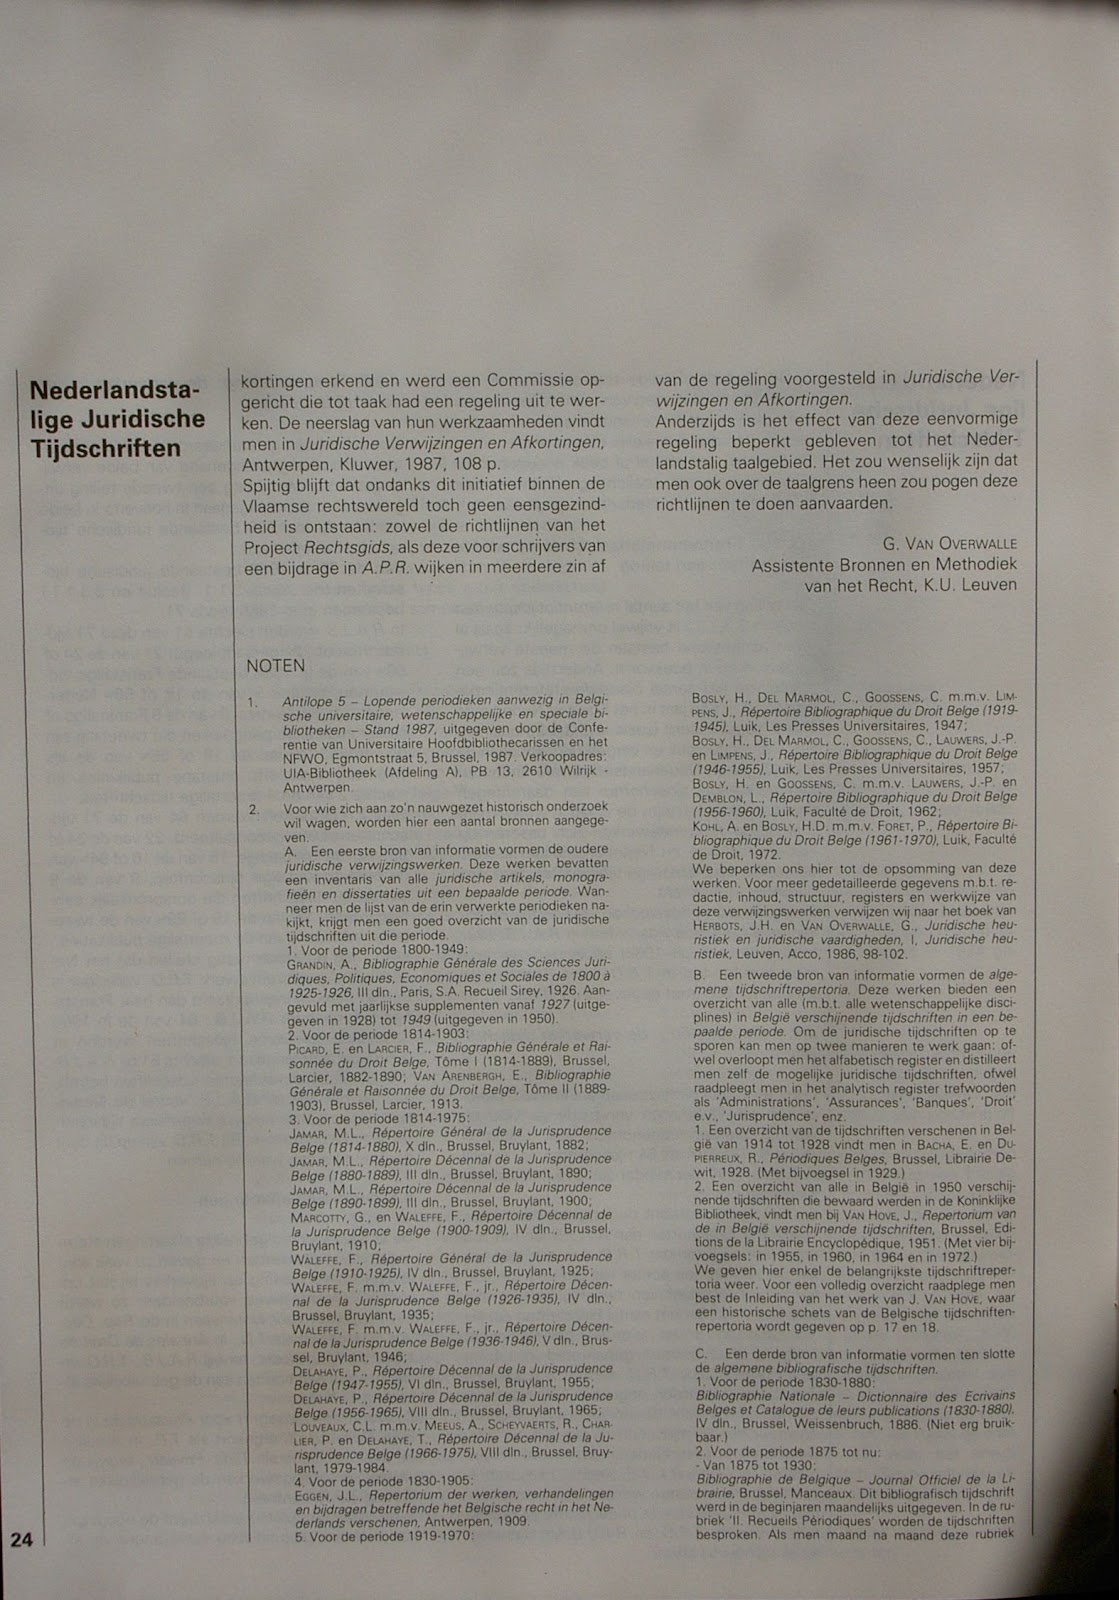 Nederlandsta-
lige Juridische
Tijdschriften
kortingen erkend en werd een Commissie op-
gericht die tot taak had een regeling uit te wer-
ken. De neerslag van hun werkzaamheden vindt
men in Juridische Verwijzingen en Afkortingen,
Antwerpen, Kluwer, 1987, 108 p.
Spijtig blijft dat ondanks dit initiatief binnen de
Vlaamse rechtswereld toch geen eensgezind-
heid is ontstaan: zowel de richtlijnen van het
Project Rechtsgids, als deze voor schrijvers van
een bijdrage in A.P.R. wijken in meerdere zin af
van de regeling voorgesteld in Juridische Ver-
wijzingen en Afkortingen.
Anderzijds is het effect van deze eenvormige
regeling beperkt gebleven tot het Neder-
landstalig taalgebied. Het zou wenselijk zijn dat
men ook over de taalgrens heen zou pogen deze
richtlijnen te doen aanvaarden.
G. VAN OVERWALLE
Assistente Bronnen en Methodiek
van het Recht, K.U. Leuven
NOTEN
1. Antilope 5 – Lopende periodieken aanwezig in Belgi-
sche universitaire, wetenschappelijke en speciale bi-
bliotheken – Stand 1987, uitgegeven door de Confe-
rentie van Universitaire Hoofdbibliothecarissen en het
NFWO, Egmontstraat 5, Brussel, 1987. Verkoopadres:
UIA-Bibliotheek (Afdeling A), PB 13, 2610 Wilrijk -
Antwerpen.
2. Voor wie zich aan zo'n nauwgezet historisch onderzoek
wil wagen, worden hier een aantal bronnen aangege-
ven.
A. Een eerste bron van informatie vormen de oudere
juridische verwijzingswerken. Deze werken bevatten
een inventaris van alle juridische artikels, monogra-
fieën en dissertaties uit een bepaalde periode. Wan-
neer men de lijst van de erin verwerkte periodieken na-
kijkt, krijgt men een goed overzicht van de juridische
tijdschriften uit die periode.
1. Voor de periode 1800-1949:
GRANDIN, A., Bibliographie Générale des Sciences Juri-
diques, Politiques, Economiques et Sociales de 1800 à
1925-1926, III dln., Paris, S.A. Recueil Sirey, 1926. Aan-
gevuld met jaarlijkse supplementen vanaf 1927 (uitge-
geven in 1928) tot 1949 (uitgegeven in 1950).
2. Voor de periode 1814-1903:
PICARD, E. en LARCIER, F., Bibliographie Générale et Rai-
sonnée du Droit Belge, Tôme I (1814-1889), Brussel,
Larcier, 1882-1890; VAN ARENBERGH, E., Bibliographie
Générale et Raisonnée du Droit Belge, Tôme II (1889-
1903), Brussel, Larcier, 1913.
3. Voor de periode 1814-1975:
JAMAR, M.L., Répertoire Général de la Jurisprudence
Belge (1814-1880), X dln., Brussel, Bruylant, 1882;
JAMAR, M.L., Répertoire Décennal de la Jurisprudence
Belge (1880-1889), III dln., Brussel, Bruylant, 1890;
JAMAR, M.L., Répertoire Décennal de la Jurisprudence
Belge (1890-1899), III dln., Brussel, Bruylant, 1900;
MARCOTTY, G., en WALEFFE, F., Répertoire Décennal de
la Jurisprudence Belge (1900-1909), IV dln., Brussel,
Bruylant, 1910;
WALEFFE, F., Répertoire Général de la Jurisprudence
Belge (1910-1925), IV dln., Brussel, Bruylant, 1925;
WALEFFE, F. m.m.v. WALEFFE, F., jr., Répertoire Décen-
nal de la Jurisprudence Belge (1926-1935), IV dln.,
Brussel, Bruylant, 1935;
WALEFFE, F. m.m.v. WALEFFE, F., jr., Répertoire Décen-
nal de la Jurisprudence Belge (1936-1946), V dln., Brus-
sel, Bruylant, 1946;
DELAHAYE, P., Répertoire Décennal de la Jurisprudence
Belge (1947-1955), VI dln., Brussel, Bruylant, 1955;
DELAHAYE, P., Répertoire Décennal de la Jurisprudence
Belge (1956-1965), VIII dln., Brussel, Bruylant, 1965;
LOUVEAUX, C.L. m.m.v. MEEUS, A., SCHEYVAERTS, R., CHAR-
LIER, P. en DELAHAYE, T., Répertoire Décennal de la Ju-
risprudence Belge (1966-1975), VIII dln., Brussel, Bruy-
lant, 1979-1984.
4. Voor de periode 1830-1905:
EGGEN, J.L., Repertorium der werken, verhandelingen
en bijdragen betreffende het Belgische recht in het Ne-
derlands verschenen, Antwerpen, 1909.
5. Voor de periode 1919-1970:
BOSLY, H., DEL MARMOL, C., GOOSSENS, C. m.m.v. LIM-
PENS, J., Répertoire Bibliographique du Droit Belge (1919-
1945), Luik, Les Presses Universitaires, 1947;
BOSLY, H., DEL MARMOL, C., GOOSSENS, C., LAUWERS, J.-P.
en LIMPENS, J., Répertoire Bibliographique du Droit Belge
(1946-1955), Luik, Les Presses Universitaires, 1957;
BOSLY, H. en GOOSSENS, C. m.m.v. LAUWERS, J.-P. en
DEMBLON, L., Répertoire Bibliographique du Droit Belge
(1956-1960), Luik, Faculté de Droit, 1962;
KOHL, A. en BOSLY, H.D. m.m.v. FORET, P., Répertoire Bi-
bliographique du Droit Belge (1961-1970), Luik, Faculté
de Droit, 1972.
We beperken ons hier tot de opsomming van deze
werken. Voor meer gedetailleerde gegevens m.b.t. re-
dactie, inhoud, structuur, registers en werkwijze van
deze verwijzingswerken verwijzen wij naar het boek van
HERBOTS, J.H. en VAN OVERWALLE, G., Juridische heu-
ristiek en juridische vaardigheden, I, Juridische heu-
ristiek, Leuven, Acco, 1986, 98-102.
B. Een tweede bron van informatie vormen de alge-
mene tijdschriftrepertoria. Deze werken bieden een
overzicht van alle (m.b.t. alle wetenschappelijke disci-
plines) in België verschijnende tijdschriften in een be-
paalde periode. Om de juridische tijdschriften op te
sporen kan men op twee manieren te werk gaan: of-
wel overloopt men het alfabetisch register en distilleert
men zelf de mogelijke juridische tijdschriften, ofwel
raadpleegt men in het analytisch register trefwoorden
als 'Administrations', 'Assurances', 'Banques', 'Droit'
e.v., 'Jurisprudence', enz.
1. Een overzicht van de tijdschriften verschenen in Bel-
gië van 1914 tot 1928 vindt men in BACHA, E. en DU-
PIERREUX, R., Périodiques Belges, Brussel, Librairie De-
wit, 1928. (Met bijvoegsel in 1929.)
2. Een overzicht van alle in België in 1950 verschij-
nende tijdschriften die bewaard werden in de Koninklijke
Bibliotheek, vindt men bij VAN HOVE, J., Repertorium van
de in België verschijnende tijdschriften, Brussel, Edi-
tions de la Librairie Encyclopédique, 1951. (Met vier bij-
voegsels: in 1955, in 1960, in 1964 en in 1972.)
We geven hier enkel de belangrijkste tijdschriftreper-
toria weer. Voor een volledig overzicht raadplege men
best de Inleiding van het werk van J. VAN HOVE, waar
een historische schets van de Belgische tijdschriften-
repertoria wordt gegeven op p. 17 en 18.
C. Een derde bron van informatie vormen ten slotte
de algemene bibliografische tijdschriften.
1. Voor de periode 1830-1880:
Bibliographie Nationale – Dictionnaire des Ecrivains
Belges et Catalogue de leurs publications (1830-1880),
IV dln., Brussel, Weissenbruch, 1886. (Niet erg bruik-
baar.)
2. Voor de periode 1875 tot nu:
- Van 1875 tot 1930:
Bibliographie de Belgique – Journal Officiel de la Li-
brairie, Brussel, Manceaux. Dit bibliografisch tijdschrift
werd in de beginjaren maandelijks uitgegeven. In de ru-
briek 'II. Recueils Périodiques' worden de tijdschriften
besproken. Als men maand na maand deze rubriek
24